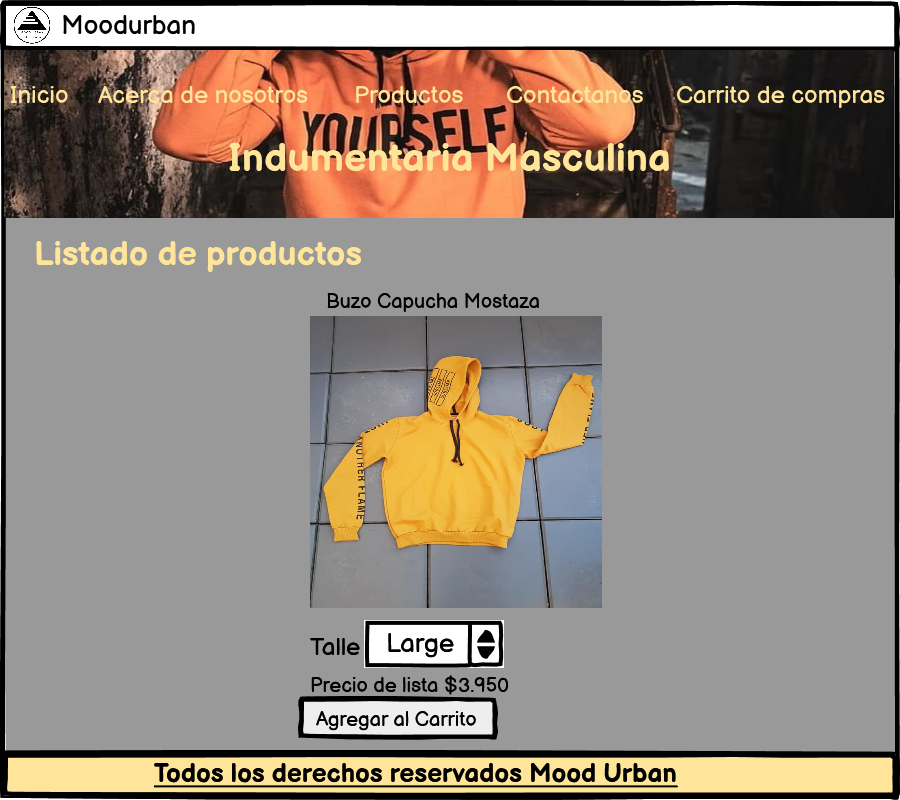 Moodurban
Inicio Acerca de nosotros Productos Contactanos Carrito de compras
YOURSELF
Indumentaria Masculina
Listado de productos
Buzo Capucha Mostaza
ANOTHER FLAME
Talle Large
Precio de lista $3.950
Agregar al Carrito
Todos los derechos reservados Mood Urban